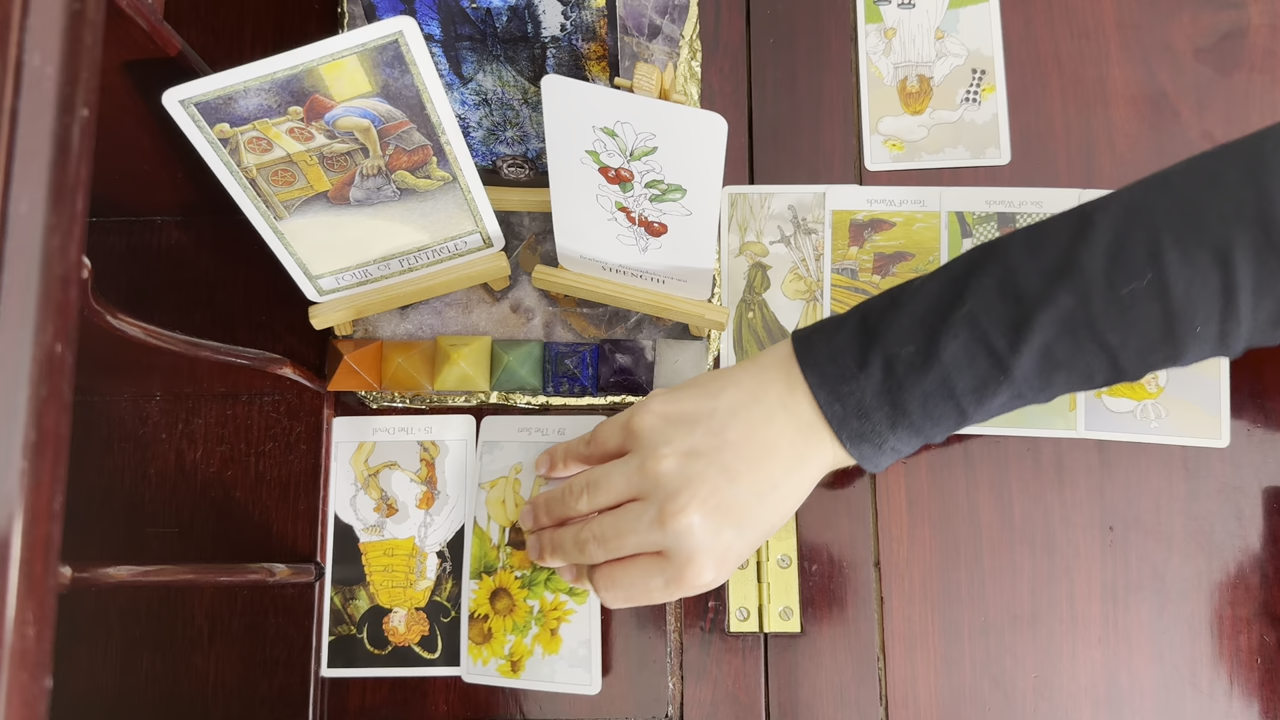 FOUR OF PENTACLES
STRENGTH
Ten of Wands
Six of Wands
15 · The Devil
19 · The Sun